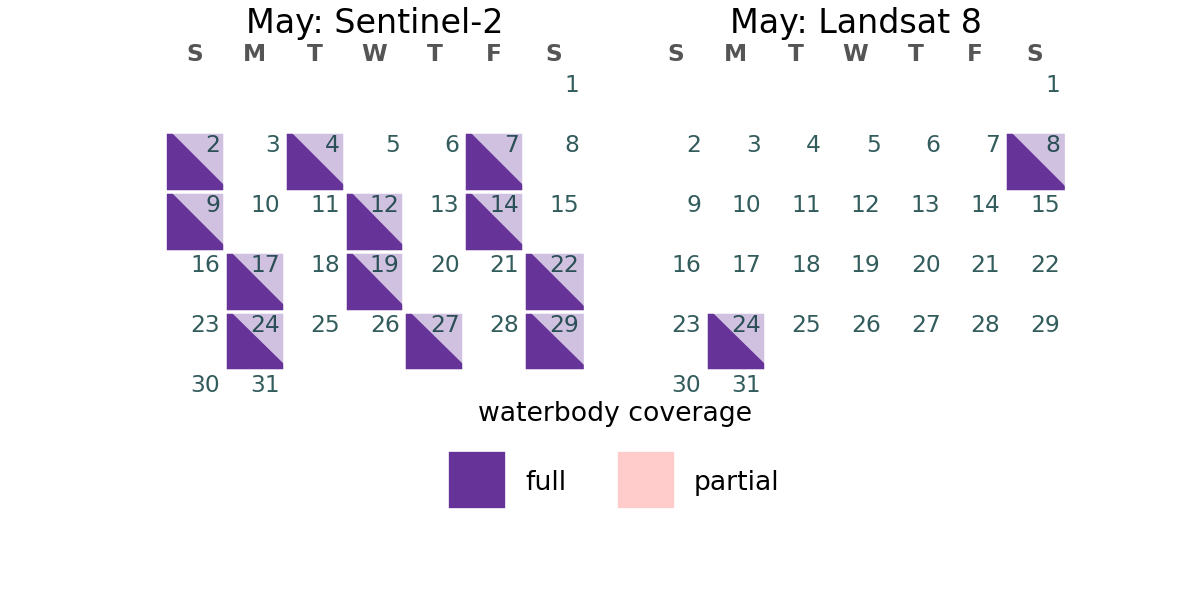 May: Sentinel-2
S M T W T F S
1
2 3 4 5 6 7 8
9 10 11 12 13 14 15
16 17 18 19 20 21 22
23 24 25 26 27 28 29
30 31
May: Landsat 8
S M T W T F S
1
2 3 4 5 6 7 8
9 10 11 12 13 14 15
16 17 18 19 20 21 22
23 24 25 26 27 28 29
30 31
waterbody coverage
full partial